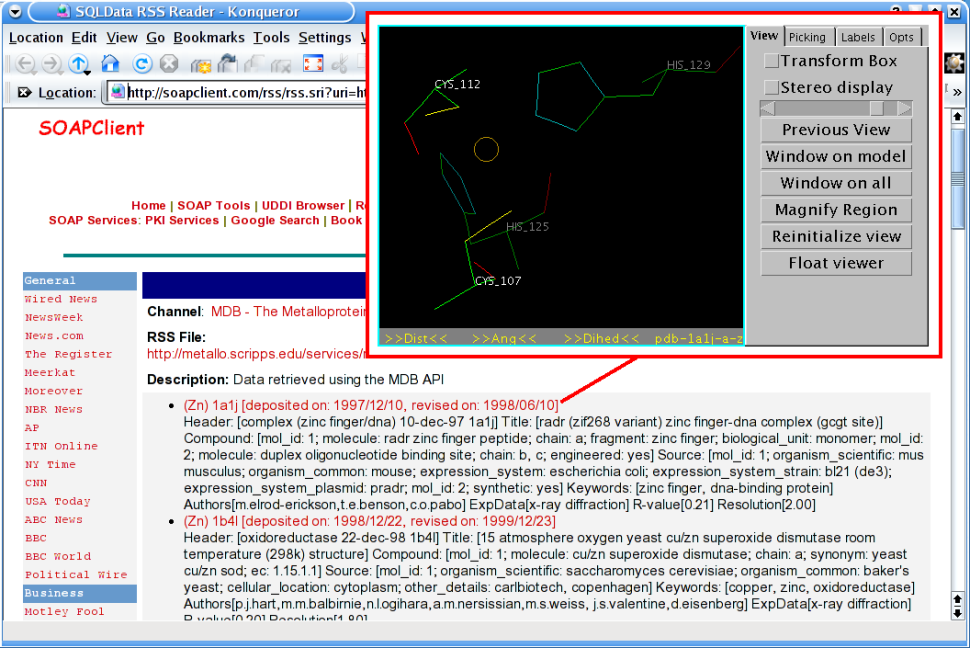 SQLData RSS Reader - Konqueror
Location Edit View Go Bookmarks Tools Settings
Location: http://soapclient.com/rss/rss.sri?uri=ht
SOAPClient
Home | SOAP Tools | UDDI Browser | R
SOAP Services: PKI Services | Google Search | Book
General
Wired News
NewsWeek
News.com
The Register
Meerkat
Moreover
NBR News
AP
ITN Online
NY Time
CNN
USA Today
ABC News
BBC
BBC World
Political Wire
Business
Motley Fool
Channel: MDB - The Metalloprotei
RSS File:
http://metallo.scripps.edu/services/
Description: Data retrieved using the MDB API
• (Zn) 1a1j [deposited on: 1997/12/10, revised on: 1998/06/10]
Header: [complex (zinc finger/dna) 10-dec-97 1a1j] Title: [radr (zif268 variant) zinc finger-dna complex (gcgt site)]
Compound: [mol_id: 1; molecule: radr zinc finger peptide; chain: a; fragment: zinc finger; biological_unit: monomer; mol_id:
2; molecule: duplex oligonucleotide binding site; chain: b, c; engineered: yes] Source: [mol_id: 1; organism_scientific: mus
musculus; organism_common: mouse; expression_system: escherichia coli; expression_system_strain: bl21 (de3);
expression_system_plasmid: pradr; mol_id: 2; synthetic: yes] Keywords: [zinc finger, dna-binding protein]
Authors[m.elrod-erickson,t.e.benson,c.o.pabo] ExpData[x-ray diffraction] R-value[0.21] Resolution[2.00]
• (Zn) 1b4l [deposited on: 1998/12/22, revised on: 1999/12/23]
Header: [oxidoreductase 22-dec-98 1b4l] Title: [15 atmosphere oxygen yeast cu/zn superoxide dismutase room
temperature (298k) structure] Compound: [mol_id: 1; molecule: cu/zn superoxide dismutase; chain: a; synonym: yeast
cu/zn sod; ec: 1.15.1.1] Source: [mol_id: 1; organism_scientific: saccharomyces cerevisiae; organism_common: baker's
yeast; cellular_location: cytoplasm; other_details: carlbiotech, copenhagen] Keywords: [copper, zinc, oxidoreductase]
Authors[p.j.hart,m.m.balbirnie,n.l.ogihara,a.m.nersissian,m.s.weiss, j.s.valentine,d.eisenberg] ExpData[x-ray diffraction]
R-value[0.20] Resolution[1.80]
CYS_112
HIS_129
HIS_125
CYS_107
>>Dist<< >>Ang<< >>Dihed<< pdb-1a1j-a-z
View Picking Labels Opts
Transform Box
Stereo display
Previous View
Window on model
Window on all
Magnify Region
Reinitialize view
Float viewer